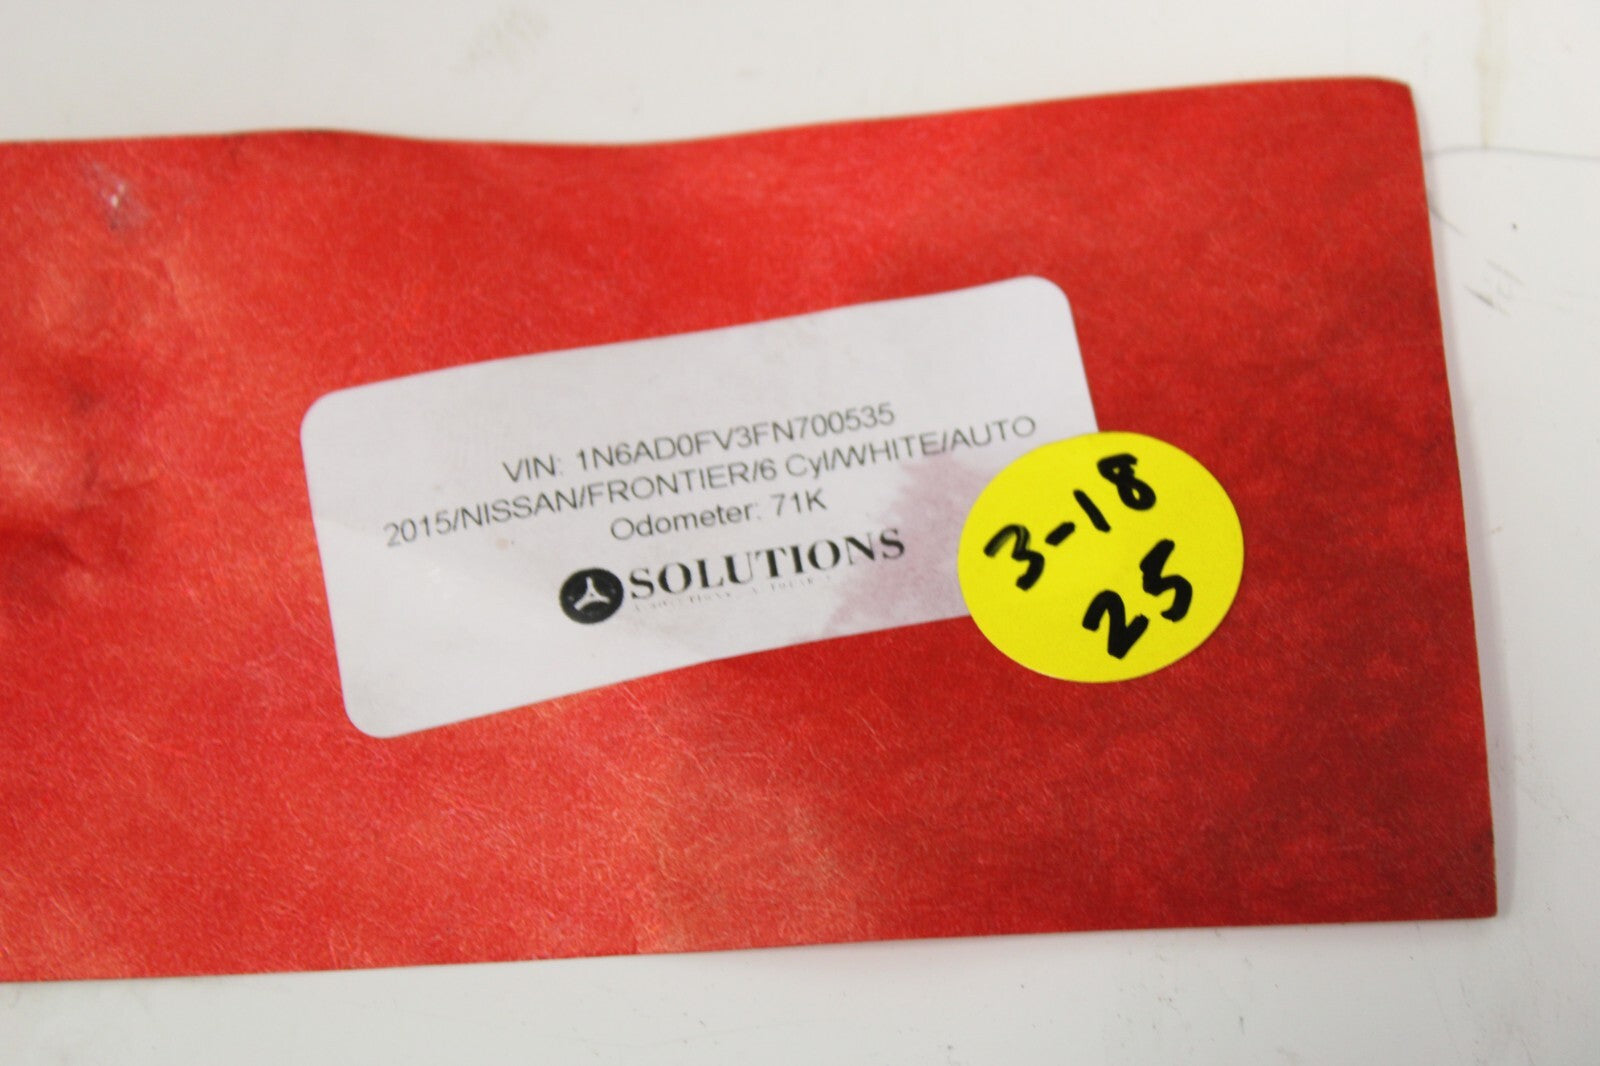 VIN: 1N6AD0FV3FN700535
2015/NISSAN/FRONTIER/6 Cyl/WHITE/AUTO
Odometer: 71K
SOLUTIONS
3-18
25